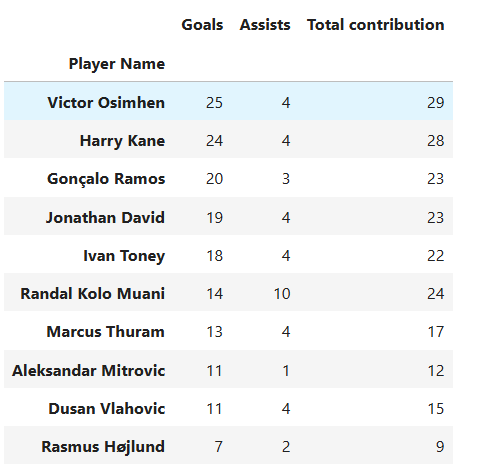 Goals Assists Total contribution
Player Name
Victor Osimhen 25 4 29
Harry Kane 24 4 28
Gonçalo Ramos 20 3 23
Jonathan David 19 4 23
Ivan Toney 18 4 22
Randal Kolo Muani 14 10 24
Marcus Thuram 13 4 17
Aleksandar Mitrovic 11 1 12
Dusan Vlahovic 11 4 15
Rasmus Højlund 7 2 9